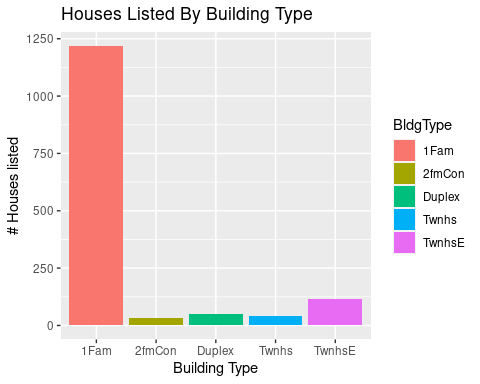 Houses Listed By Building Type
# Houses listed
1250
1000
750
500
250
0
1Fam 2fmCon Duplex Twnhs TwnhsE
Building Type
BldgType
1Fam
2fmCon
Duplex
Twnhs
TwnhsE